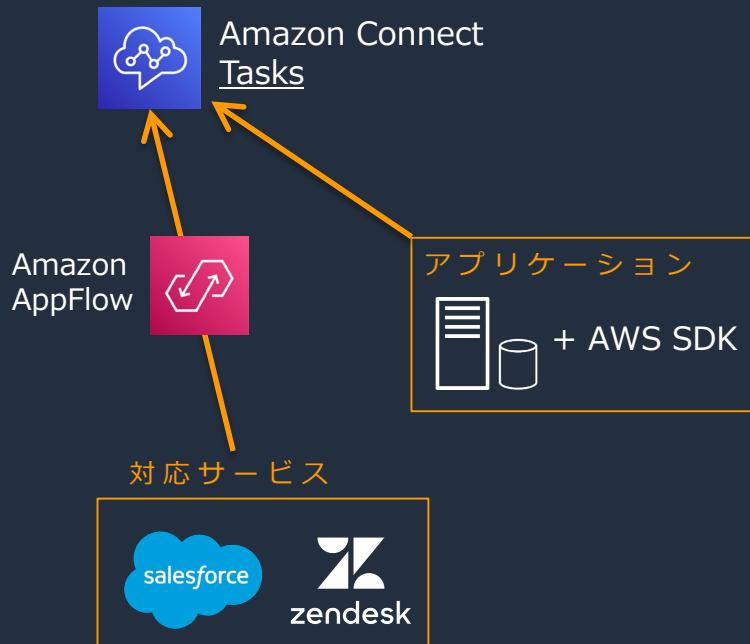 Amazon Connect
Tasks
Amazon
AppFlow
アプリケーション
+ AWS SDK
対応サービス
salesforce
zendesk